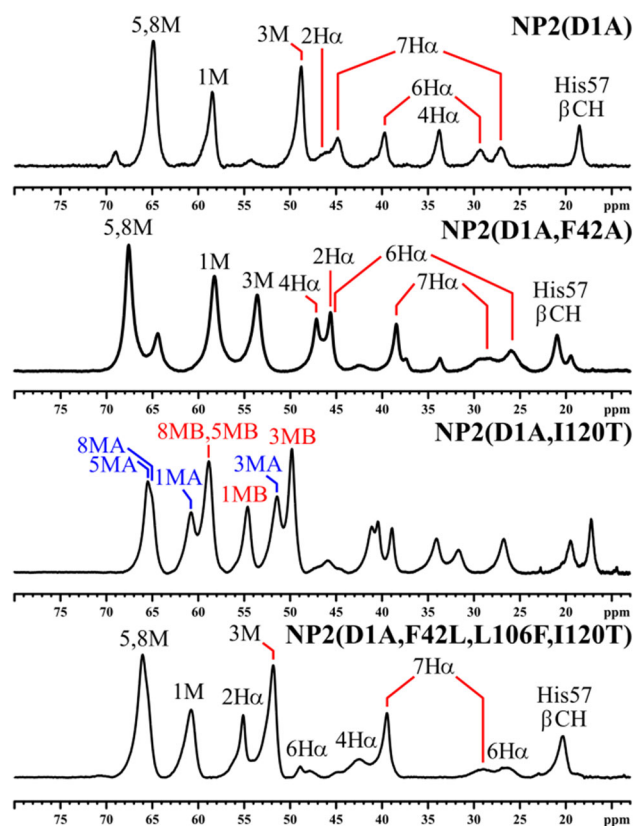 NP2(D1A)
5,8M
1M
3M
2Hα
7Hα
6Hα
4Hα
His57
βCH
75 70 65 60 55 50 45 40 35 30 25 20 ppm
NP2(D1A,F42A)
5,8M
1M
3M
4Hα
2Hα
6Hα
7Hα
His57
βCH
75 70 65 60 55 50 45 40 35 30 25 20 ppm
NP2(D1A,I120T)
8MA
5MA
1MA
8MB,5MB
1MB
3MA
3MB
75 70 65 60 55 50 45 40 35 30 25 20 ppm
NP2(D1A,F42L,L106F,I120T)
5,8M
1M
2Hα
3M
6Hα
4Hα
7Hα
6Hα
His57
βCH
75 70 65 60 55 50 45 40 35 30 25 20 ppm